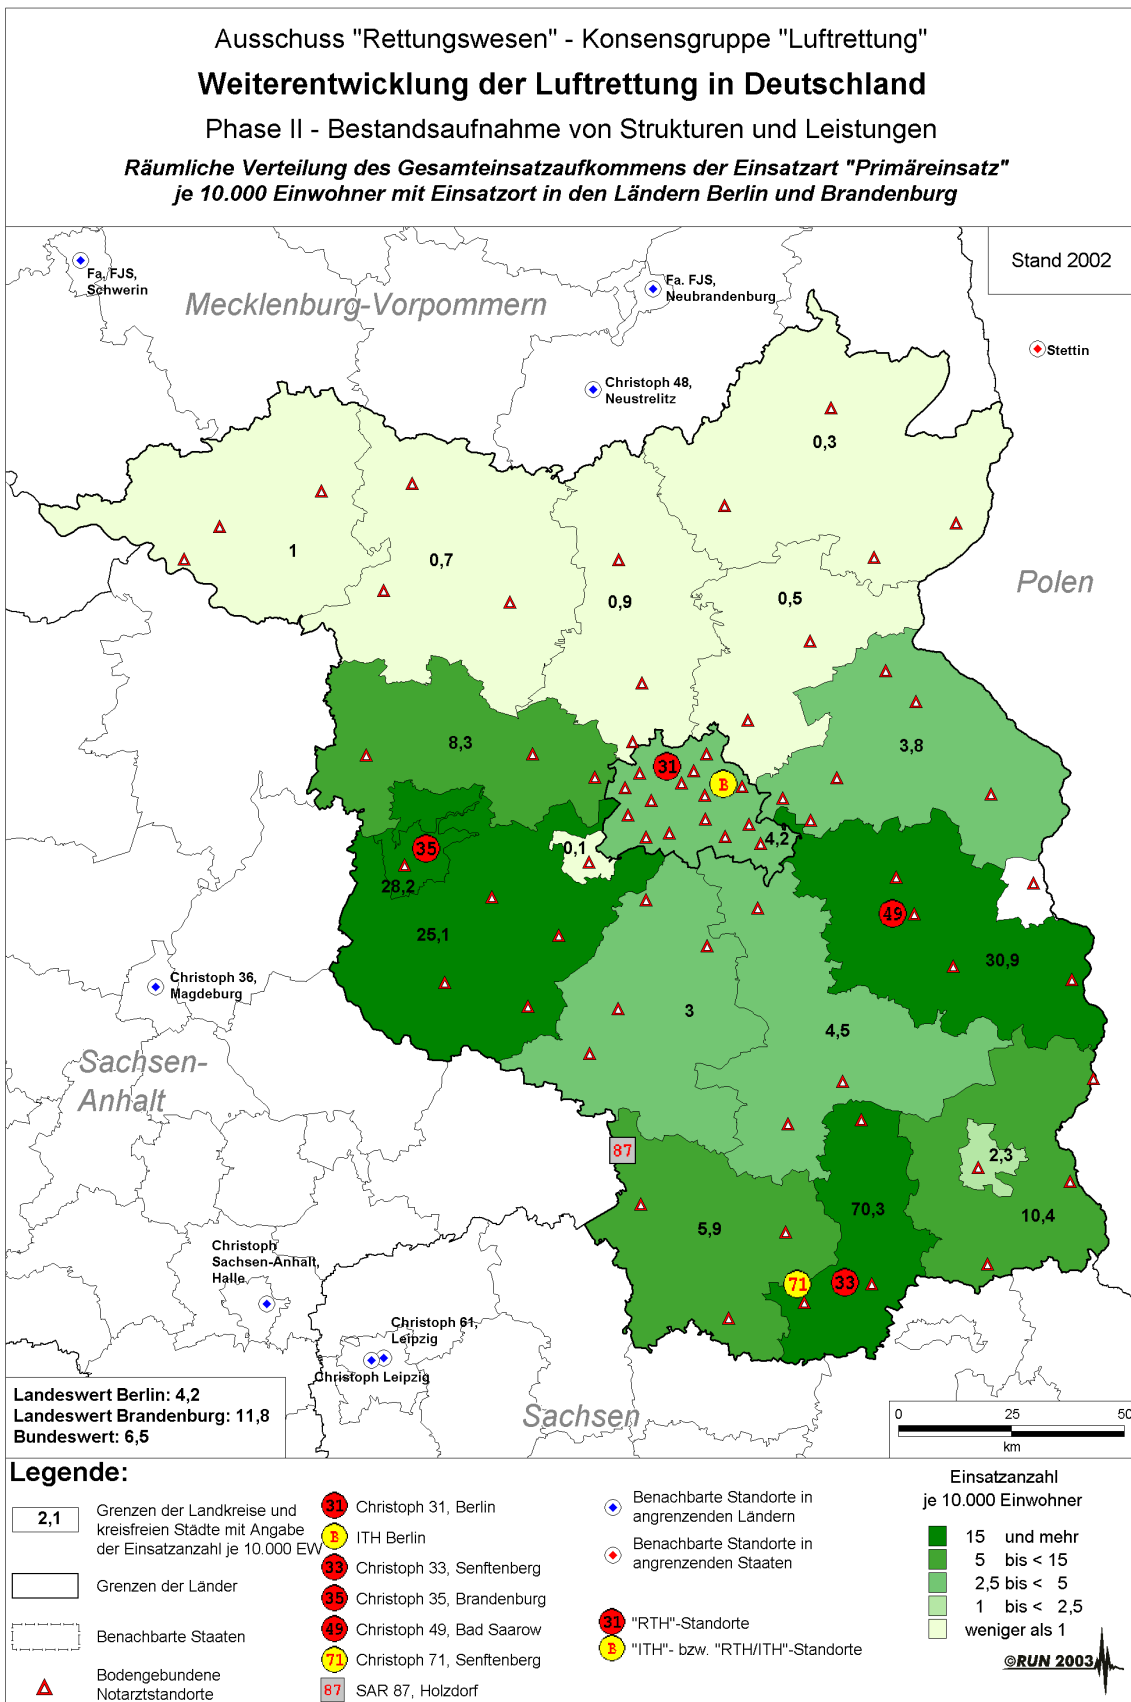 Ausschuss "Rettungswesen" - Konsensgruppe "Luftrettung"
Weiterentwicklung der Luftrettung in Deutschland
Phase II - Bestandsaufnahme von Strukturen und Leistungen
Räumliche Verteilung des Gesamteinsatzaufkommens der Einsatzart "Primäreinsatz"
je 10.000 Einwohner mit Einsatzort in den Ländern Berlin und Brandenburg
Stand 2002
Fa. FJS,
Schwerin
Mecklenburg-Vorpommern
Fa. FJS,
Neubrandenburg
Stettin
Christoph 48,
Neustrelitz
0,3
1
0,7
0,9
0,5
Polen
8,3
3,8
31
B
4,2
35
0,1
28,2
25,1
49
30,9
Christoph 36,
Magdeburg
3
4,5
Sachsen-
Anhalt
87
2,3
70,3
5,9
10,4
Christoph
Sachsen-Anhalt,
Halle
71
33
Christoph 61,
Leipzig
Christoph Leipzig
Sachsen
Landeswert Berlin: 4,2
Landeswert Brandenburg: 11,8
Bundeswert: 6,5
0 25 50
km
Legende:
2,1
Grenzen der Landkreise und
kreisfreien Städte mit Angabe
der Einsatzanzahl je 10.000 EW
Grenzen der Länder
Benachbarte Staaten
Bodengebundene
Notarztstandorte
31 Christoph 31, Berlin
B ITH Berlin
33 Christoph 33, Senftenberg
35 Christoph 35, Brandenburg
49 Christoph 49, Bad Saarow
71 Christoph 71, Senftenberg
87 SAR 87, Holzdorf
Benachbarte Standorte in
angrenzenden Ländern
Benachbarte Standorte in
angrenzenden Staaten
31 "RTH"-Standorte
B "ITH"- bzw. "RTH/ITH"-Standorte
Einsatzanzahl
je 10.000 Einwohner
15 und mehr
5 bis < 15
2,5 bis < 5
1 bis < 2,5
weniger als 1
©RUN 2003